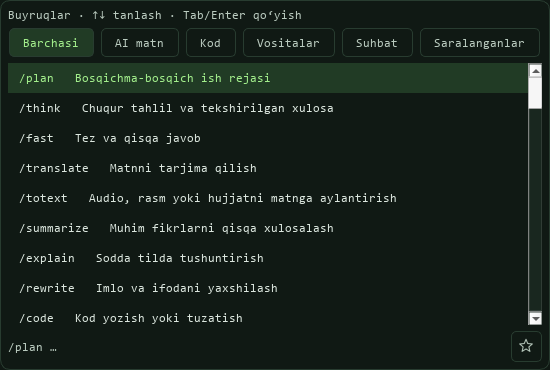 Buyruqlar · ↑↓ tanlash · Tab/Enter qo‘yish
Barchasi AI matn Kod Vositalar Suhbat Saralanganlar
/plan Bosqichma-bosqich ish rejasi
/think Chuqur tahlil va tekshirilgan xulosa
/fast Tez va qisqa javob
/translate Matnni tarjima qilish
/totext Audio, rasm yoki hujjatni matnga aylantirish
/summarize Muhim fikrlarni qisqa xulosalash
/explain Sodda tilda tushuntirish
/rewrite Imlo va ifodani yaxshilash
/code Kod yozish yoki tuzatish
/plan …